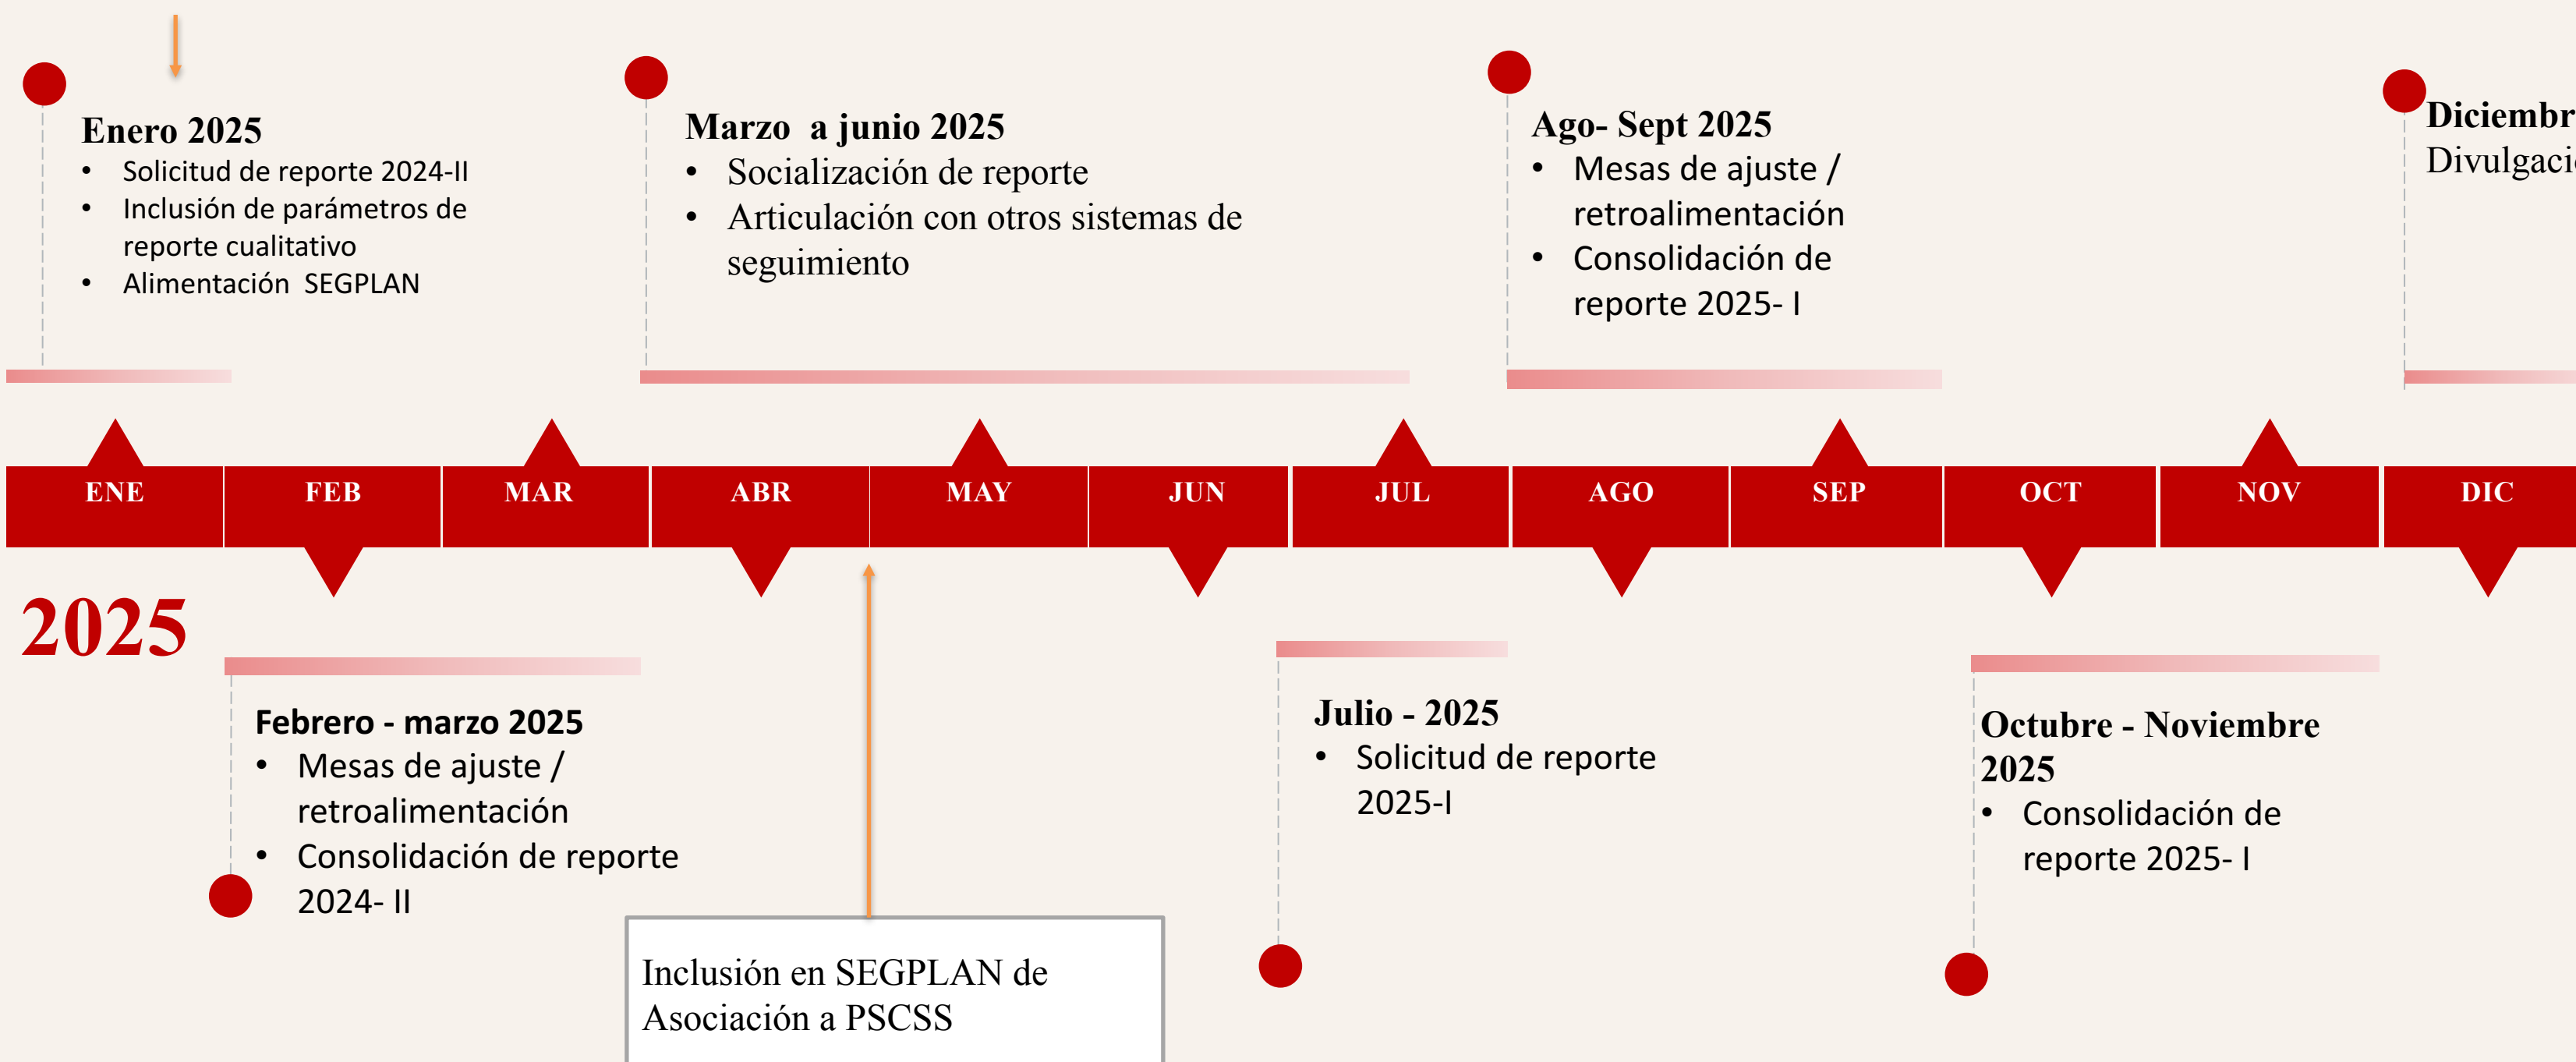 Enero 2025
• Solicitud de reporte 2024-II
• Inclusión de parámetros de
reporte cualitativo
• Alimentación  SEGPLAN
Marzo  a junio 2025
• Socialización de reporte
• Articulación con otros sistemas de
seguimiento
Ago- Sept 2025
• Mesas de ajuste /
retroalimentación
• Consolidación de
reporte 2025- I
ENE FEB MAR ABR MAY JUN JUL AGO SEP OCT NOV DIC
2025
Febrero - marzo 2025
• Mesas de ajuste /
retroalimentación
• Consolidación de reporte
2024- II
Inclusión en SEGPLAN de
Asociación a PSCSS
Julio - 2025
• Solicitud de reporte
2025-I
Octubre - Noviembre
2025
• Consolidación de
reporte 2025- I